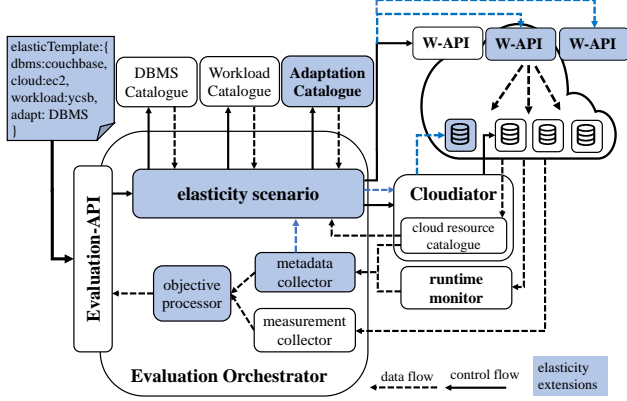 elasticTemplate:{
dbms:couchbase,
cloud:ec2,
workload:ycsb,
adapt: DBMS
}
DBMS
Catalogue
Workload
Catalogue
Adaptation
Catalogue
W-API
W-API
W-API
Evaluation-API
elasticity scenario
Cloudiator
cloud resource
catalogue
metadata
collector
objective
processor
runtime
monitor
measurement
collector
Evaluation Orchestrator
data flow
control flow
elasticity
extensions